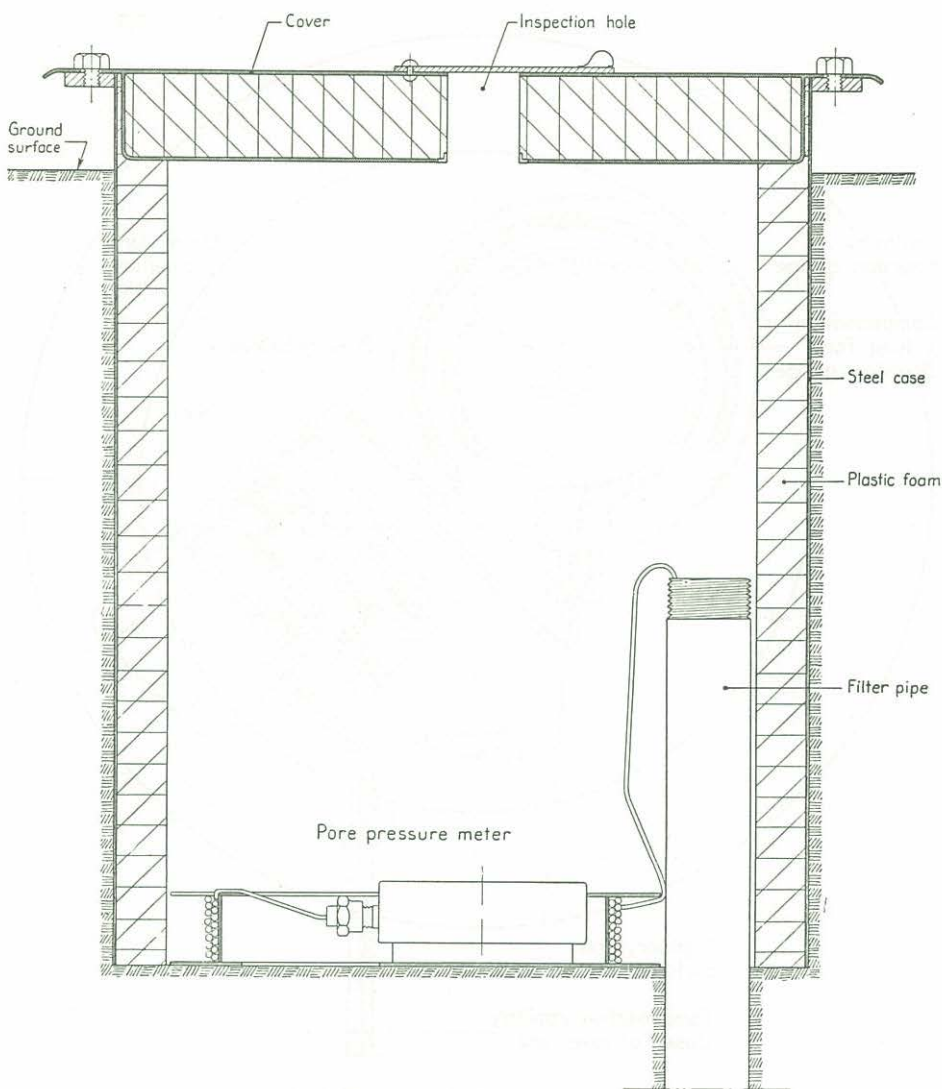 Cover
Inspection hole
Ground
surface
Steel case
Plastic foam
Filter pipe
Pore pressure meter